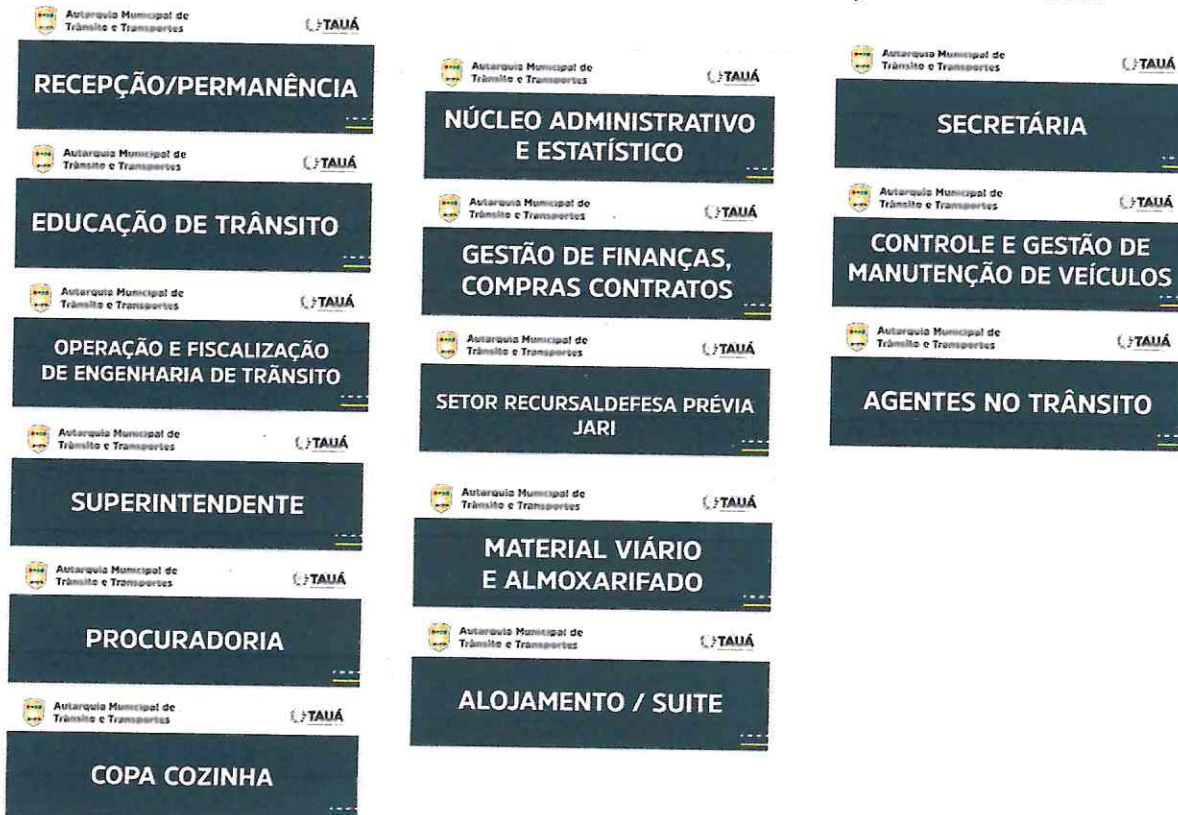 Autarquia Municipal de
Trânsito e Transportes
TAUÁ
RECEPÇÃO/PERMANÊNCIA
Autarquia Municipal de
Trânsito e Transportes
TAUÁ
EDUCAÇÃO DE TRÂNSITO
Autarquia Municipal de
Trânsito e Transportes
TAUÁ
OPERAÇÃO E FISCALIZAÇÃO
DE ENGENHARIA DE TRÃNSITO
Autarquia Municipal de
Trânsito e Transportes
TAUÁ
SUPERINTENDENTE
Autarquia Municipal de
Trânsito e Transportes
TAUÁ
PROCURADORIA
Autarquia Municipal de
Trânsito e Transportes
TAUÁ
COPA COZINHA
Autarquia Municipal de
Trânsito e Transportes
TAUÁ
NÚCLEO ADMINISTRATIVO
E ESTATÍSTICO
Autarquia Municipal de
Trânsito e Transportes
TAUÁ
GESTÃO DE FINANÇAS,
COMPRAS CONTRATOS
Autarquia Municipal de
Trânsito e Transportes
TAUÁ
SETOR RECURSALDEFESA PRÉVIA
JARI
Autarquia Municipal de
Trânsito e Transportes
TAUÁ
MATERIAL VIÁRIO
E ALMOXARIFADO
Autarquia Municipal de
Trânsito e Transportes
TAUÁ
ALOJAMENTO / SUITE
Autarquia Municipal de
Trânsito e Transportes
TAUÁ
SECRETÁRIA
Autarquia Municipal de
Trânsito e Transportes
TAUÁ
CONTROLE E GESTÃO DE
MANUTENÇÃO DE VEÍCULOS
Autarquia Municipal de
Trânsito e Transportes
TAUÁ
AGENTES NO TRÂNSITO